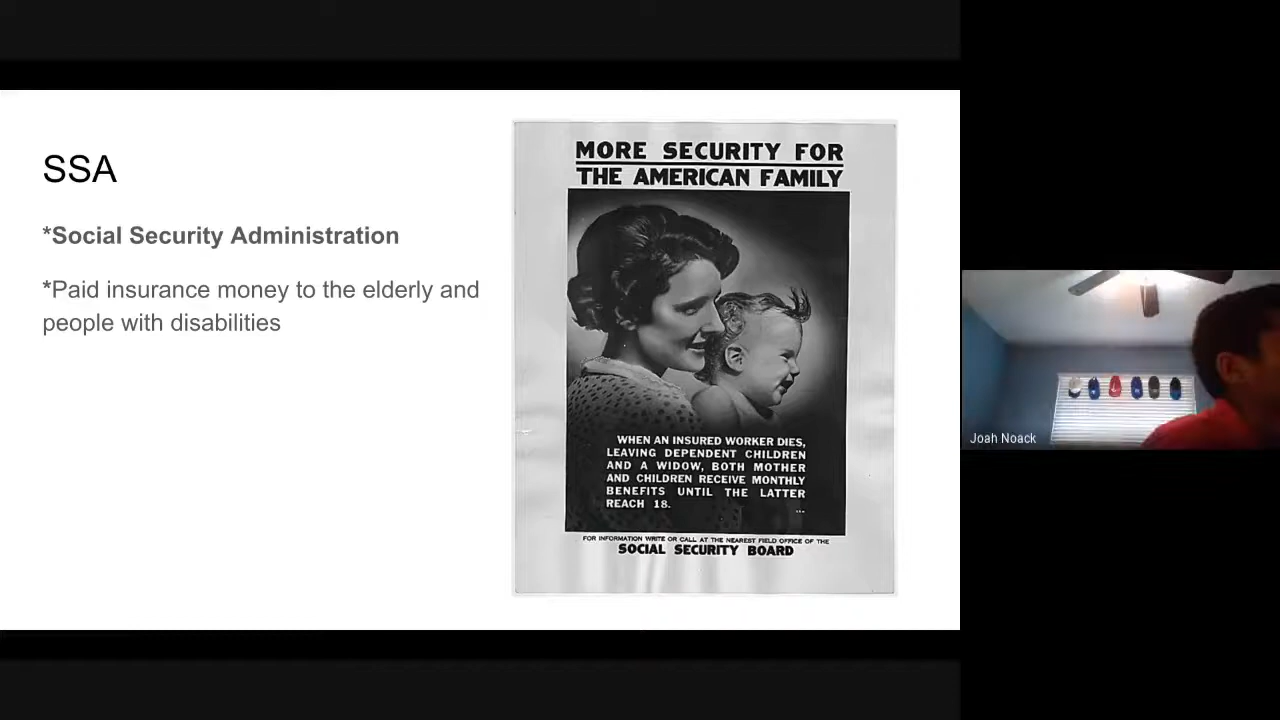 SSA
*Social Security Administration
*Paid insurance money to the elderly and
people with disabilities
MORE SECURITY FOR
THE AMERICAN FAMILY
WHEN AN INSURED WORKER DIES,
LEAVING DEPENDENT CHILDREN
AND A WIDOW, BOTH MOTHER
AND CHILDREN RECEIVE MONTHLY
BENEFITS UNTIL THE LATTER
REACH 18.
...
FOR INFORMATION WRITE OR CALL AT THE NEAREST FIELD OFFICE OF THE
SOCIAL SECURITY BOARD
Joah Noack